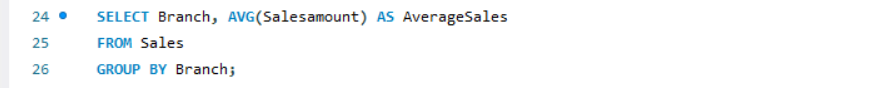 24 SELECT Branch, AVG(Salesamount) AS AverageSales
25 FROM Sales
26 GROUP BY Branch;